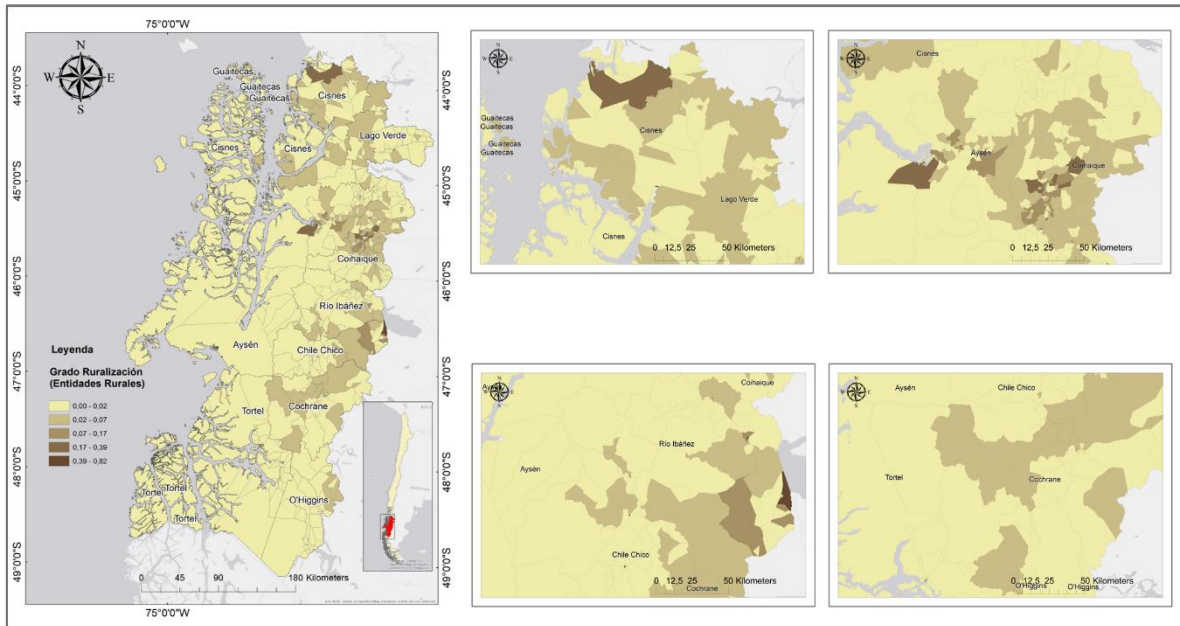 75°0'0"W
N
W E
S
44°0'0"S
45°0'0"S
46°0'0"S
47°0'0"S
48°0'0"S
49°0'0"S
Guaitecas
Guaitecas
Guaitecas
Cisnes
Cisnes
Cisnes
Lago Verde
Coihaique
Río Ibáñez
Aysén
Chile Chico
Tortel
Cochrane
O'Higgins
Tortel
Tortel
Tortel
Leyenda
Grado Ruralización
(Entidades Rurales)
0,00 - 0,02
0,02 - 0,07
0,07 - 0,17
0,17 - 0,39
0,39 - 0,82
0 45 90 180 Kilometers
75°0'0"W
44°0'0"S
45°0'0"S
46°0'0"S
47°0'0"S
48°0'0"S
49°0'0"S
N
W E
S
Guaitecas
Guaitecas
Guaitecas
Guaitecas
Cisnes
Lago Verde
Cisnes
0 12,5 25 50 Kilometers
N
W E
S
Cisnes
Aysén
Coihaique
0 12,5 25 50 Kilometers
Aysén
N
W E
S
Coihaique
Río Ibáñez
Aysén
Chile Chico
0 12,5 25 50 Kilometers
Cochrane
N
W E
S
Aysén
Chile Chico
Tortel
Cochrane
0 12,5 25 50 Kilometers
O'Higgins O'Higgins